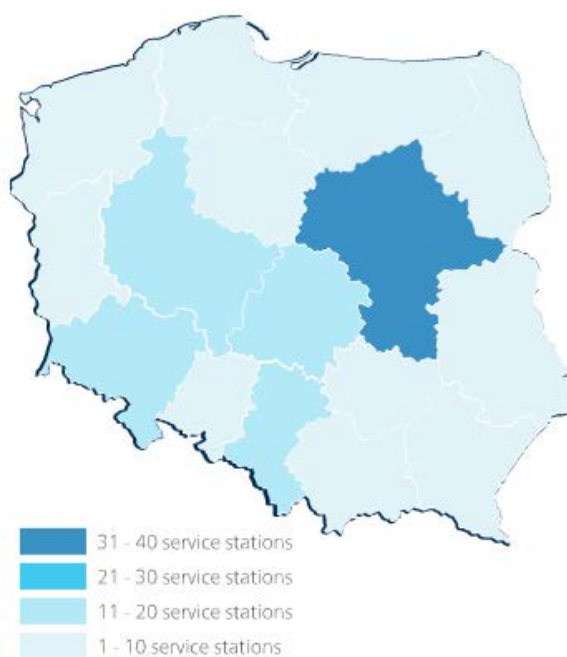 31 - 40 service stations
21 - 30 service stations
11 - 20 service stations
1 - 10 service stations